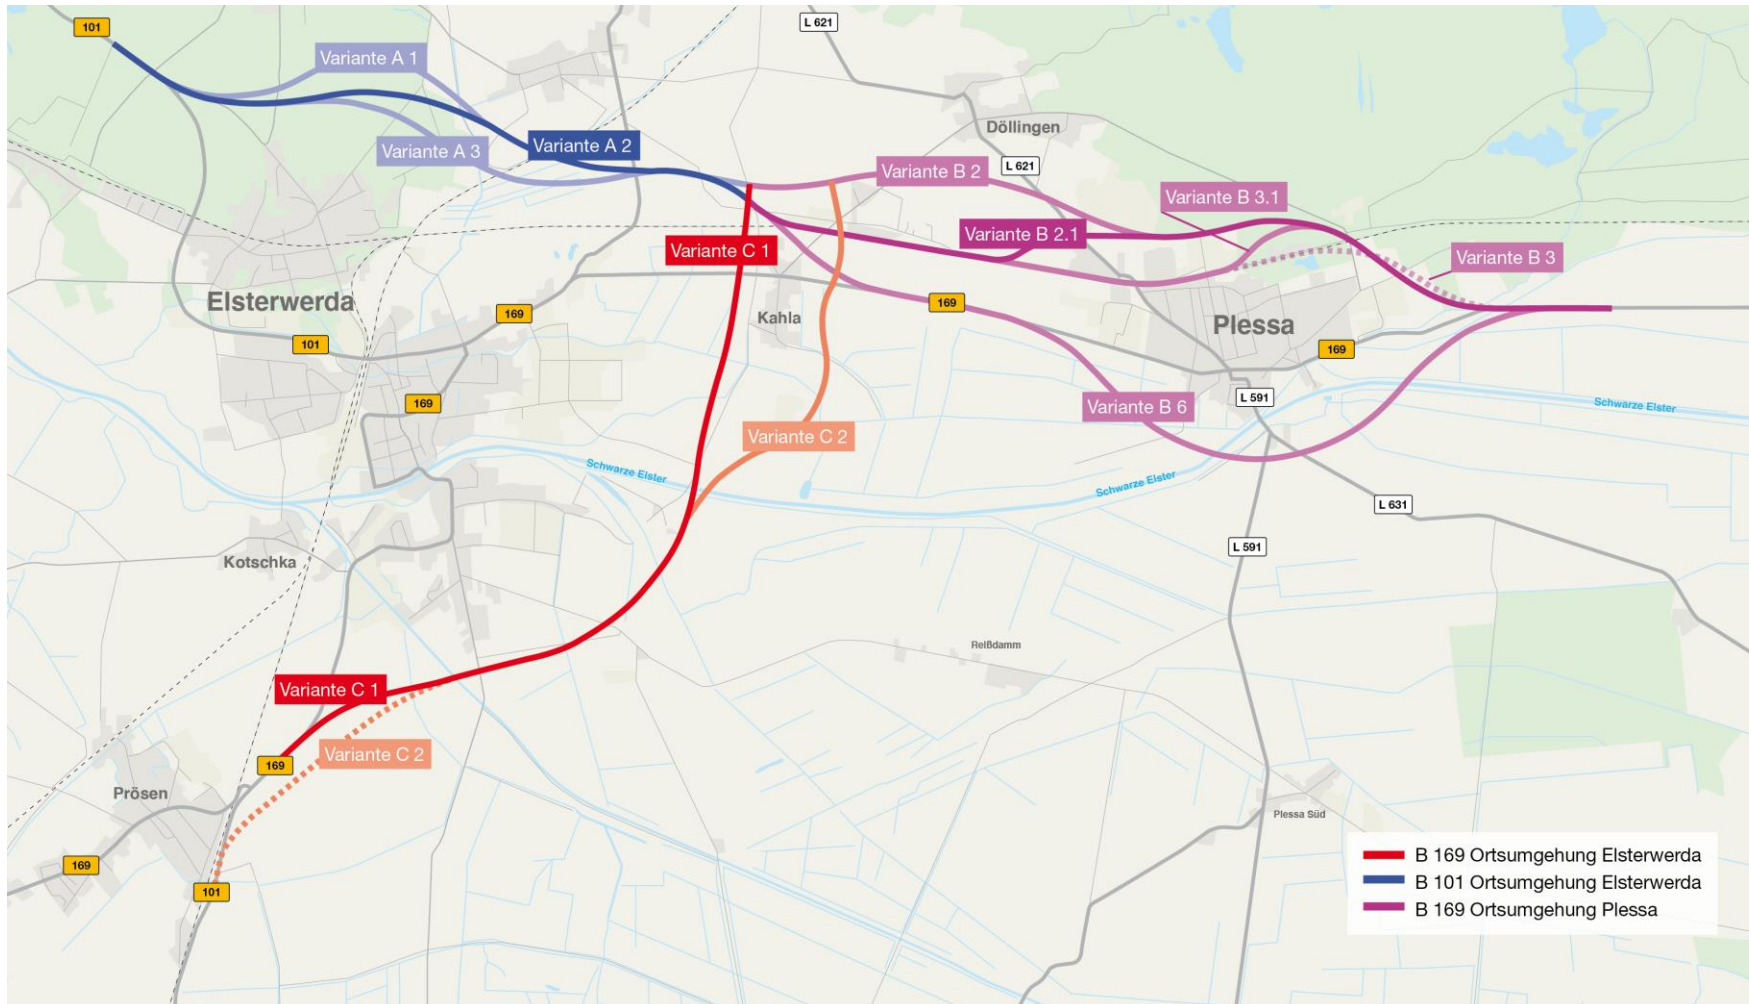 101
L 621
Variante A 1
Variante A 3
Variante A 2
Döllingen
L 621
Variante B 2
Variante B 3.1
Variante B 2.1
Variante B 3
Variante C 1
Elsterwerda
169
101
Kahla
169
Plessa
169
169
Variante B 6
L 591
Schwarze Elster
Variante C 2
Schwarze Elster
Schwarze Elster
L 631
L 591
Kotschka
Reißdamm
Variante C 1
Variante C 2
169
Prösen
Plessa Süd
169
101
B 169 Ortsumgehung Elsterwerda
B 101 Ortsumgehung Elsterwerda
B 169 Ortsumgehung Plessa